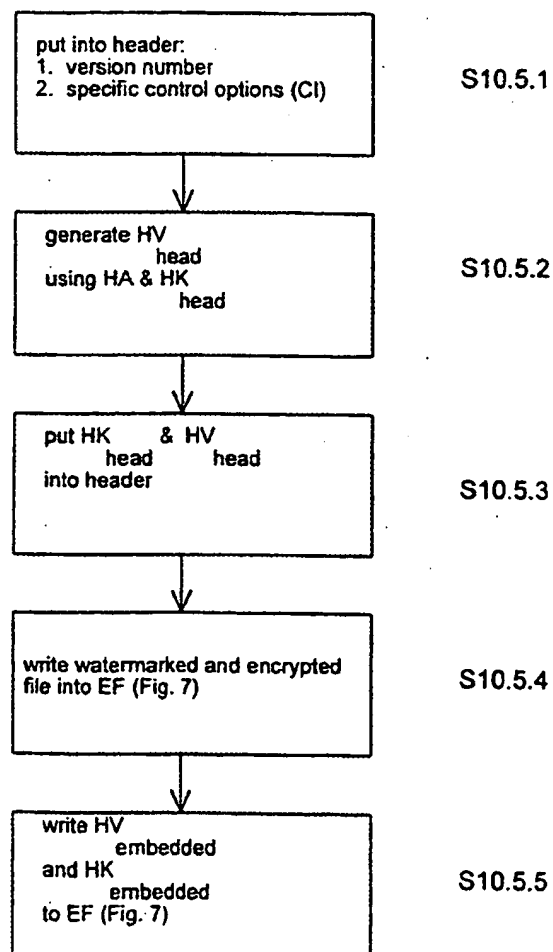 put into header:
1. version number
2. specific control options (CI)
S10.5.1
generate HV
head
using HA & HK
head
S10.5.2
put HK & HV
head head
into header
S10.5.3
write watermarked and encrypted
file into EF (Fig. 7)
S10.5.4
write HV
embedded
and HK
embedded
to EF (Fig. 7)
S10.5.5